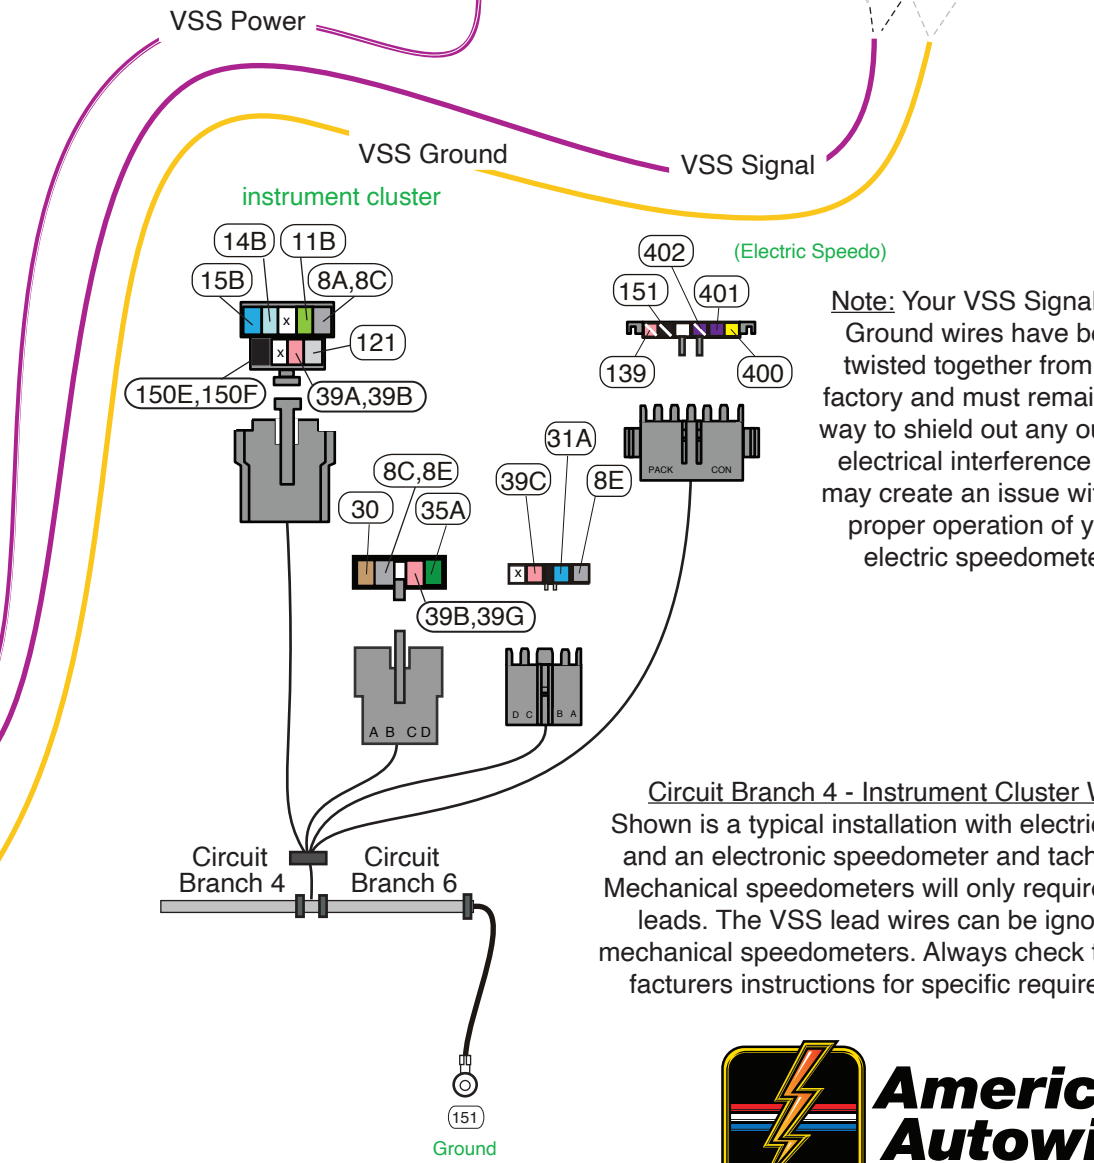 VSS Power
VSS Ground
VSS Signal
instrument cluster
14B
11B
15B
8A,8C
x
x
121
150E,150F
39A,39B
402
(Electric Speedo)
151
401
139
400
PACK
CON
Note: Your VSS Signal
Ground wires have be
twisted together from
factory and must remai
way to shield out any ou
electrical interference
may create an issue wit
proper operation of y
electric speedomete
31A
8C,8E
39C
8E
30
35A
x
39B,39G
D C B A
A B C D
Circuit Branch 4 - Instrument Cluster W
Shown is a typical installation with electric
and an electronic speedometer and tach
Mechanical speedometers will only require
leads. The VSS lead wires can be igno
mechanical speedometers. Always check t
facturers instructions for specific require
Circuit
Branch 4
Circuit
Branch 6
151
Ground
Americ
Autowi